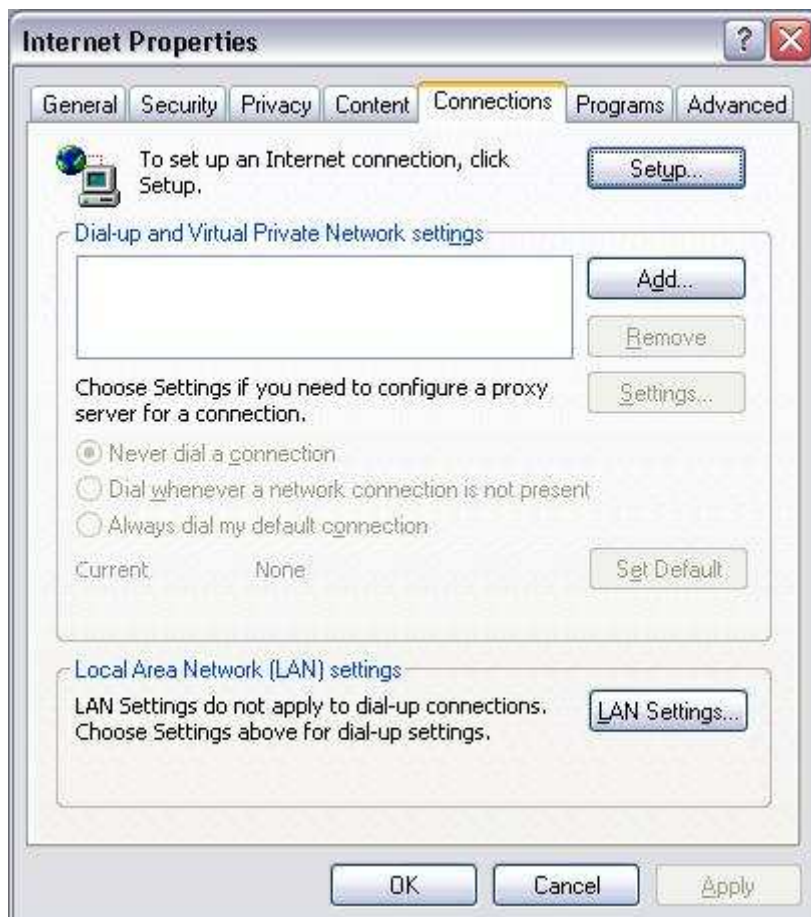 Internet Properties
?
General Security Privacy Content Connections Programs Advanced
To set up an Internet connection, click
Setup.
Setup...
Dial-up and Virtual Private Network settings
Add...
Remove
Choose Settings if you need to configure a proxy
server for a connection.
Settings...
Never dial a connection
Dial whenever a network connection is not present
Always dial my default connection
Current None
Set Default
Local Area Network (LAN) settings
LAN Settings do not apply to dial-up connections.
Choose Settings above for dial-up settings.
LAN Settings...
OK Cancel Apply